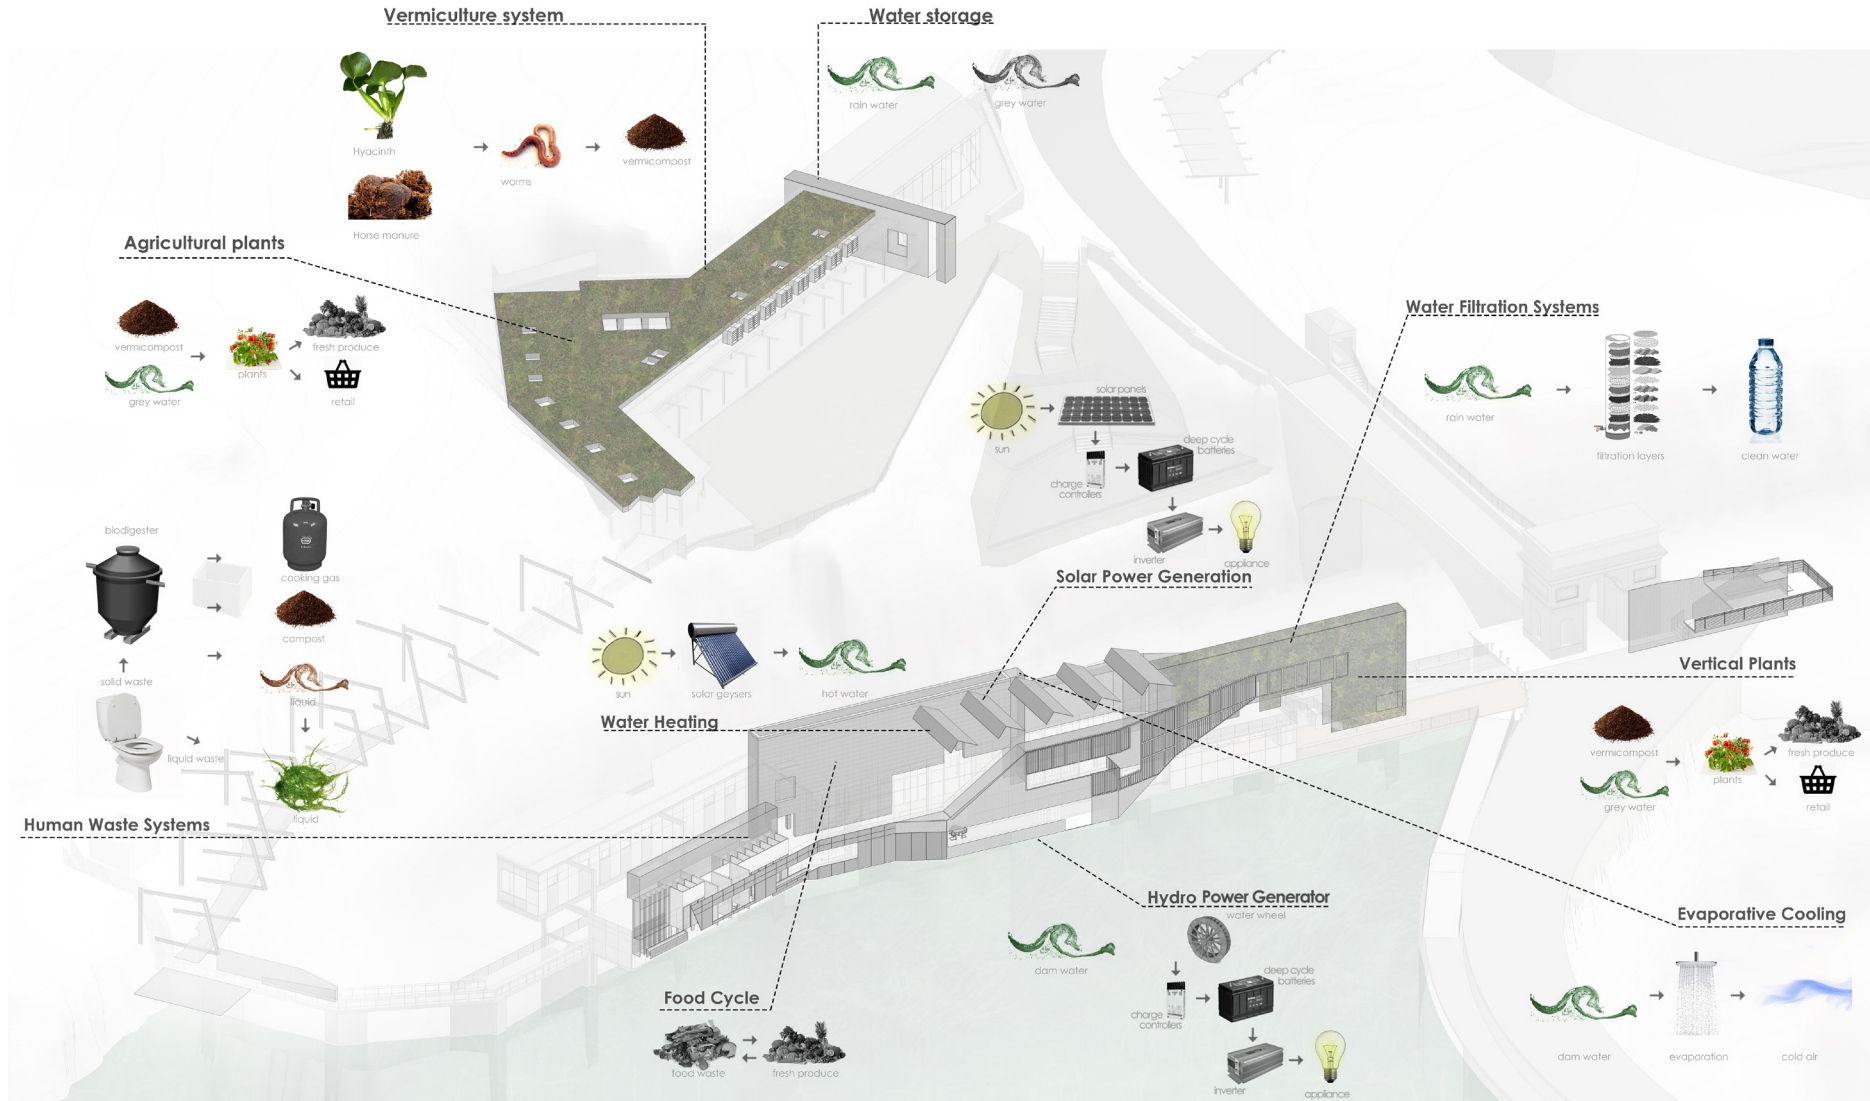 Vermiculture system
Water storage
rain water
grey water
Hyacinth
worms
vermicompost
Horse manure
Agricultural plants
vermicompost
plants
fresh produce
grey water
retail
Water Filtration Systems
rain water
filtration layers
clean water
solar panels
sun
deep cycle
batteries
charge
controllers
inverter
appliance
Solar Power Generation
biodigester
cooking gas
compost
solid waste
liquid
liquid waste
liquid
Human Waste Systems
sun
solar geysers
hot water
Water Heating
Vertical Plants
vermicompost
plants
fresh produce
grey water
retail
Hydro Power Generator
water wheel
dam water
deep cycle
batteries
charge
controllers
inverter
appliance
Evaporative Cooling
dam water
evaporation
cold air
Food Cycle
food waste
fresh produce